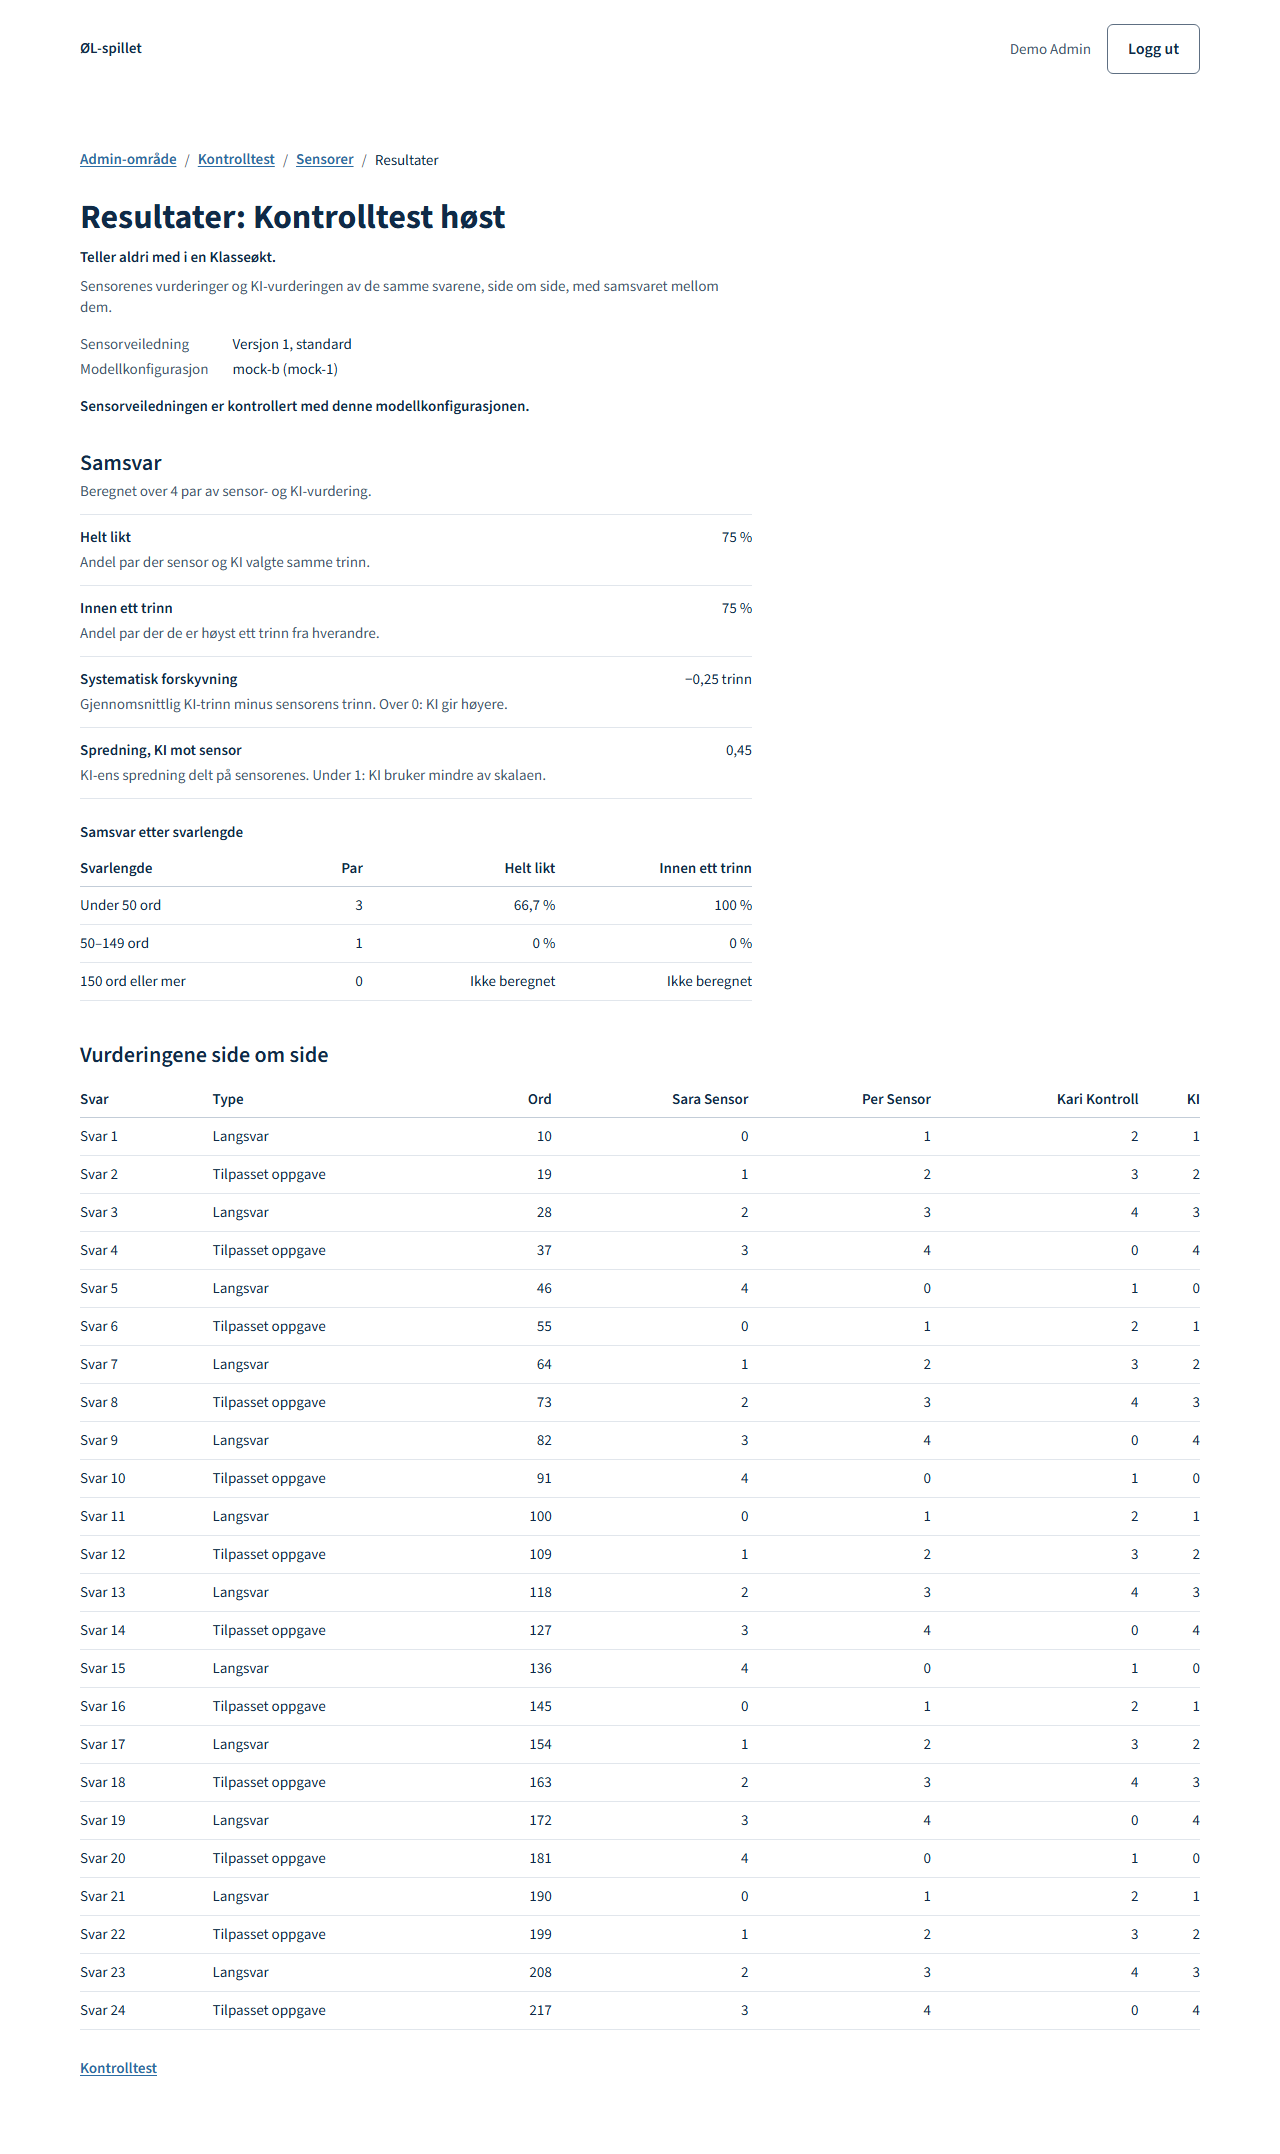 ØL-spillet
Demo Admin
Logg ut
Admin-område / Kontrolltest / Sensorer / Resultater
Resultater: Kontrolltest høst
Teller aldri med i en Klasseøkt.
Sensorenes vurderinger og KI-vurderingen av de samme svarene, side om side, med samsvaret mellom
dem.
Sensorveiledning Versjon 1, standard
Modellkonfigurasjon mock-b (mock-1)
Sensorveiledningen er kontrollert med denne modellkonfigurasjonen.
Samsvar
Beregnet over 4 par av sensor- og KI-vurdering.
Helt likt 75 %
Andel par der sensor og KI valgte samme trinn.
Innen ett trinn 75 %
Andel par der de er høyst ett trinn fra hverandre.
Systematisk forskyvning −0,25 trinn
Gjennomsnittlig KI-trinn minus sensorens trinn. Over 0: KI gir høyere.
Spredning, KI mot sensor 0,45
KI-ens spredning delt på sensorenes. Under 1: KI bruker mindre av skalaen.
Samsvar etter svarlengde
Svarlengde Par Helt likt Innen ett trinn
Under 50 ord 3 66,7 % 100 %
50–149 ord 1 0 % 0 %
150 ord eller mer 0 Ikke beregnet Ikke beregnet
Vurderingene side om side
Svar Type Ord Sara Sensor Per Sensor Kari Kontroll KI
Svar 1 Langsvar 10 0 1 2 1
Svar 2 Tilpasset oppgave 19 1 2 3 2
Svar 3 Langsvar 28 2 3 4 3
Svar 4 Tilpasset oppgave 37 3 4 0 4
Svar 5 Langsvar 46 4 0 1 0
Svar 6 Tilpasset oppgave 55 0 1 2 1
Svar 7 Langsvar 64 1 2 3 2
Svar 8 Tilpasset oppgave 73 2 3 4 3
Svar 9 Langsvar 82 3 4 0 4
Svar 10 Tilpasset oppgave 91 4 0 1 0
Svar 11 Langsvar 100 0 1 2 1
Svar 12 Tilpasset oppgave 109 1 2 3 2
Svar 13 Langsvar 118 2 3 4 3
Svar 14 Tilpasset oppgave 127 3 4 0 4
Svar 15 Langsvar 136 4 0 1 0
Svar 16 Tilpasset oppgave 145 0 1 2 1
Svar 17 Langsvar 154 1 2 3 2
Svar 18 Tilpasset oppgave 163 2 3 4 3
Svar 19 Langsvar 172 3 4 0 4
Svar 20 Tilpasset oppgave 181 4 0 1 0
Svar 21 Langsvar 190 0 1 2 1
Svar 22 Tilpasset oppgave 199 1 2 3 2
Svar 23 Langsvar 208 2 3 4 3
Svar 24 Tilpasset oppgave 217 3 4 0 4
Kontrolltest